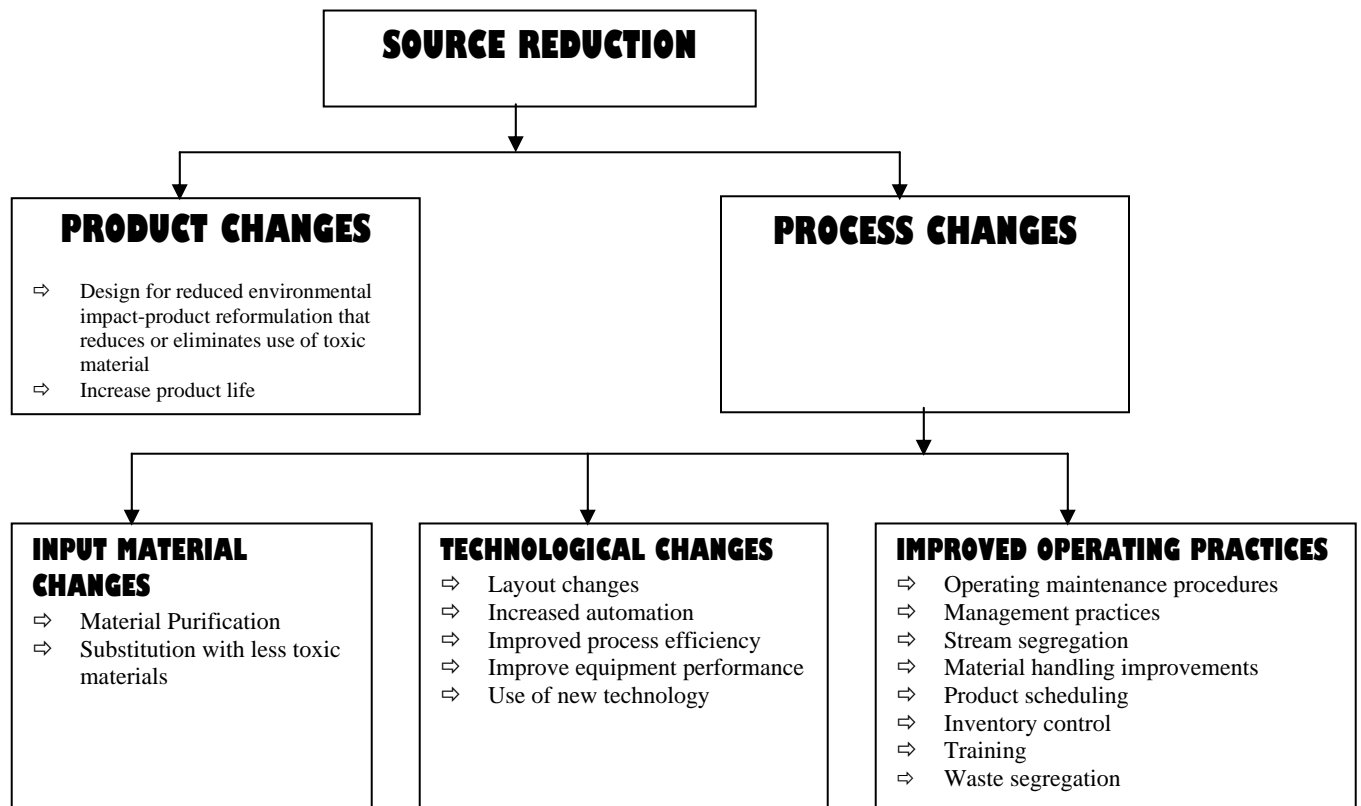 SOURCE REDUCTION
PRODUCT CHANGES
⇨ Design for reduced environmental
impact-product reformulation that
reduces or eliminates use of toxic
material
⇨ Increase product life
PROCESS CHANGES
INPUT MATERIAL
CHANGES
⇨ Material Purification
⇨ Substitution with less toxic
materials
TECHNOLOGICAL CHANGES
⇨ Layout changes
⇨ Increased automation
⇨ Improved process efficiency
⇨ Improve equipment performance
⇨ Use of new technology
IMPROVED OPERATING PRACTICES
⇨ Operating maintenance procedures
⇨ Management practices
⇨ Stream segregation
⇨ Material handling improvements
⇨ Product scheduling
⇨ Inventory control
⇨ Training
⇨ Waste segregation